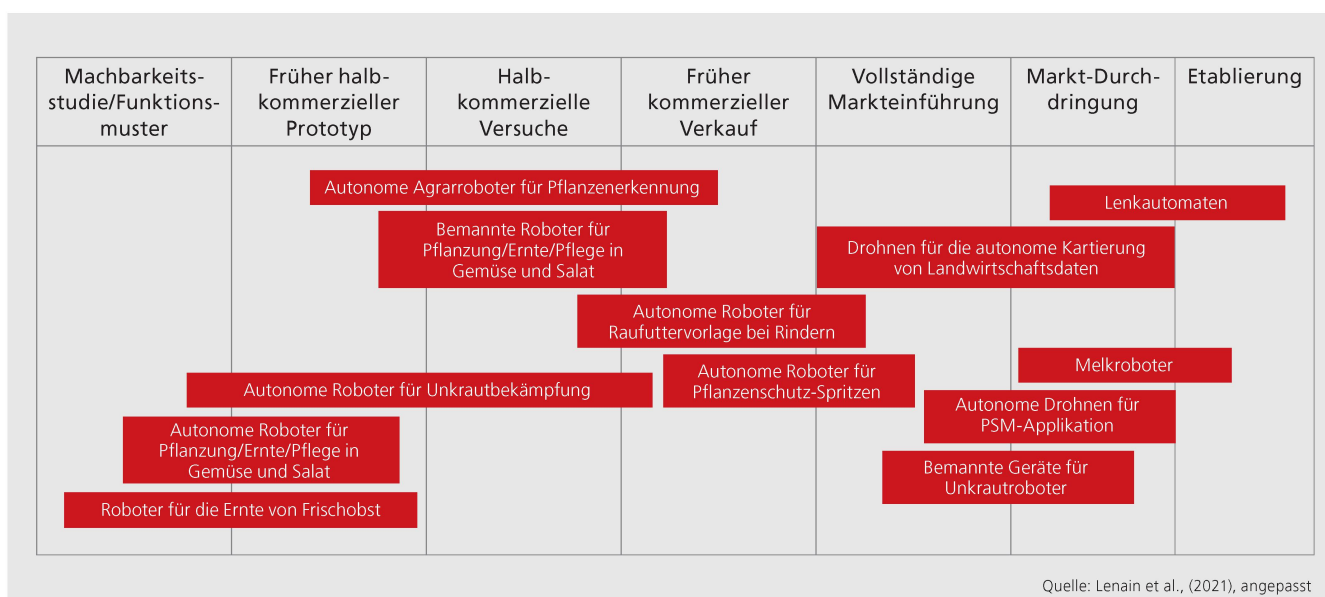 Machbarkeits-
studie/Funktions-
muster
Früher halb-
kommerzieller
Prototyp
Halb-
kommerzielle
Versuche
Früher
kommerzieller
Verkauf
Vollständige
Markteinführung
Markt-Durch-
dringung
Etablierung
Autonome Agrarroboter für Pflanzenerkennung
Lenkautomaten
Bemannte Roboter für
Pflanzung/Ernte/Pflege in
Gemüse und Salat
Drohnen für die autonome Kartierung
von Landwirtschaftsdaten
Autonome Roboter für
Raufuttervorlage bei Rindern
Melkroboter
Autonome Roboter für
Pflanzenschutz-Spritzen
Autonome Roboter für Unkrautbekämpfung
Autonome Drohnen für
PSM-Applikation
Autonome Roboter für
Pflanzung/Ernte/Pflege in
Gemüse und Salat
Bemannte Geräte für
Unkrautroboter
Roboter für die Ernte von Frischobst
Quelle: Lenain et al., (2021), angepasst